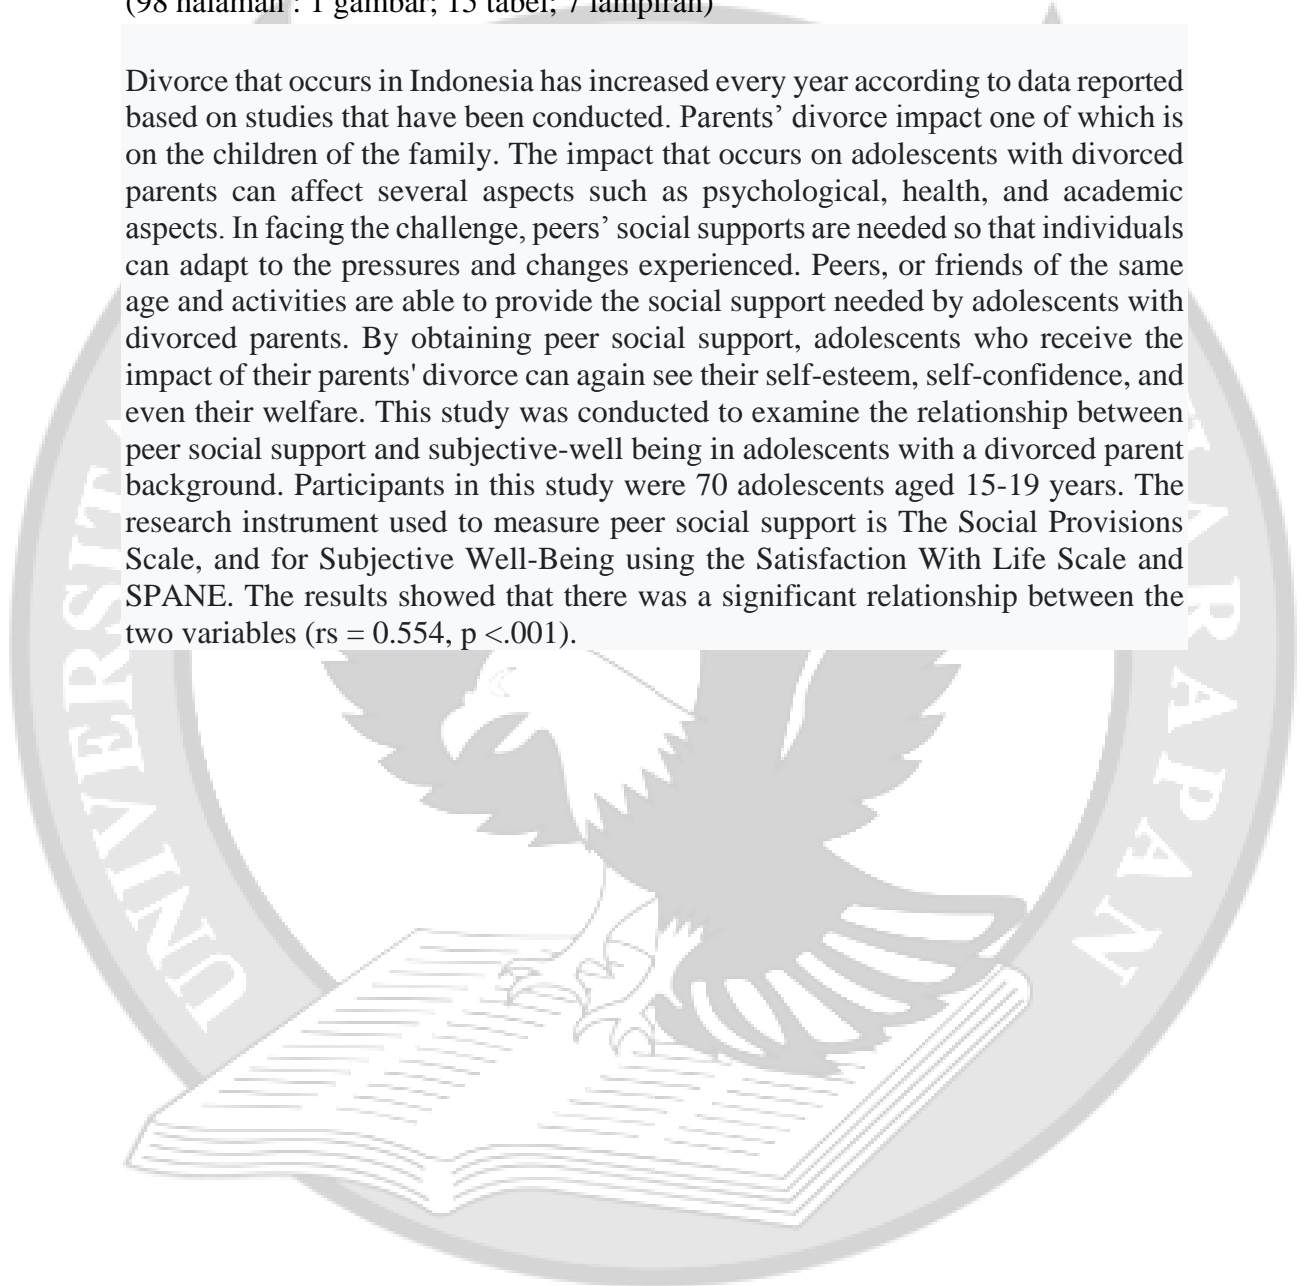 (98 halaman : 1 gambar; 15 tabel; 7 lampiran)
Divorce that occurs in Indonesia has increased every year according to data reported
based on studies that have been conducted. Parents’ divorce impact one of which is
on the children of the family. The impact that occurs on adolescents with divorced
parents can affect several aspects such as psychological, health, and academic
aspects. In facing the challenge, peers’ social supports are needed so that individuals
can adapt to the pressures and changes experienced. Peers, or friends of the same
age and activities are able to provide the social support needed by adolescents with
divorced parents. By obtaining peer social support, adolescents who receive the
impact of their parents' divorce can again see their self-esteem, self-confidence, and
even their welfare. This study was conducted to examine the relationship between
peer social support and subjective-well being in adolescents with a divorced parent
background. Participants in this study were 70 adolescents aged 15-19 years. The
research instrument used to measure peer social support is The Social Provisions
Scale, and for Subjective Well-Being using the Satisfaction With Life Scale and
SPANE. The results showed that there was a significant relationship between the
two variables (rs = 0.554, p <.001).
UNIVERSITA
ARAPAN